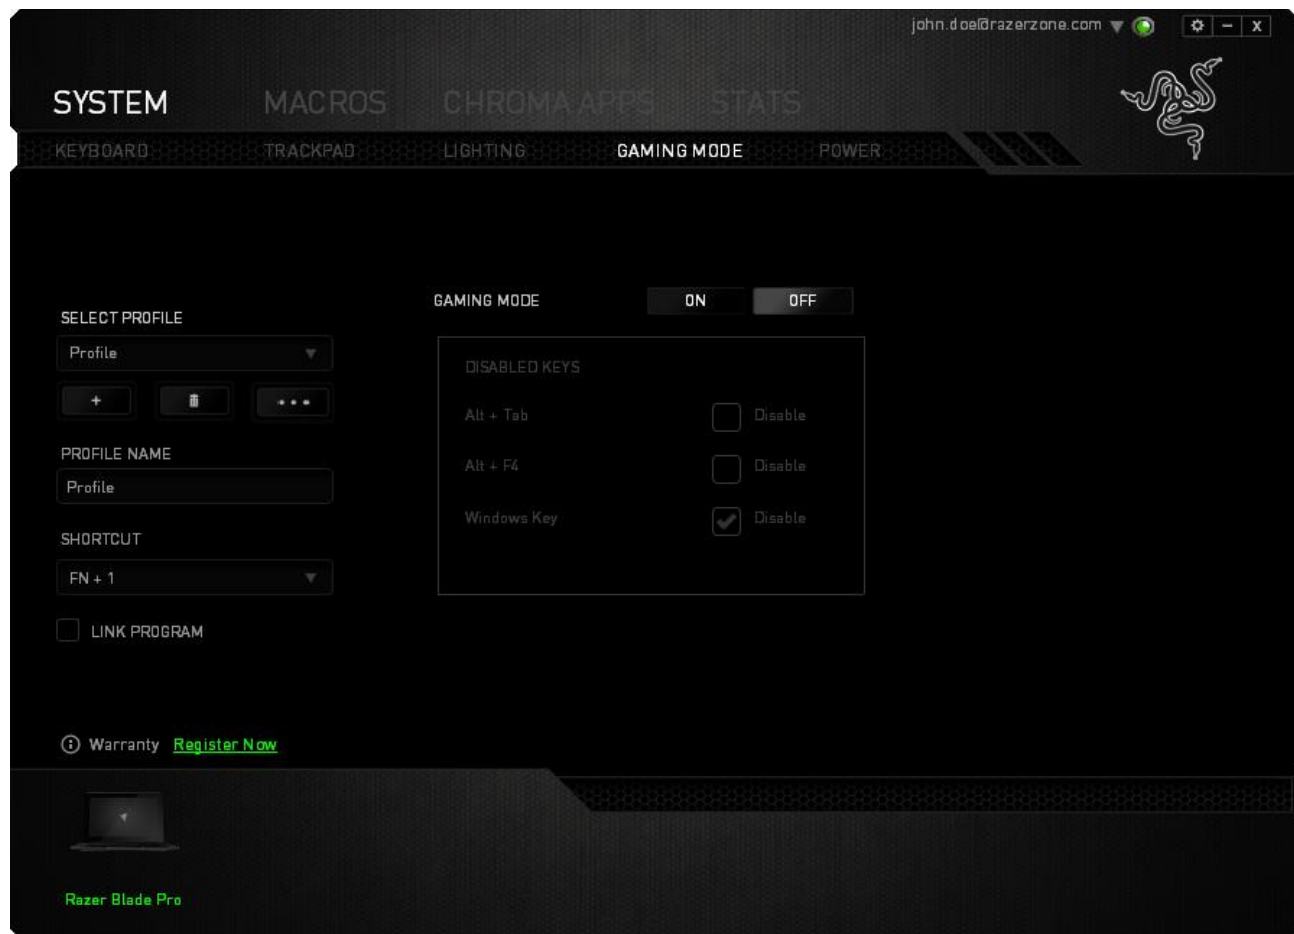 john.doe@razerzone.com
SYSTEM MACROS CHROMA APPS STATS
KEYBOARD TRACKPAD LIGHTING GAMING MODE POWER
GAMING MODE ON OFF
SELECT PROFILE
Profile
DISABLED KEYS
Alt + Tab Disable
PROFILE NAME
Alt + F4 Disable
Profile
Windows Key Disable
SHORTCUT
FN + 1
LINK PROGRAM
Warranty Register Now
Razer Blade Pro